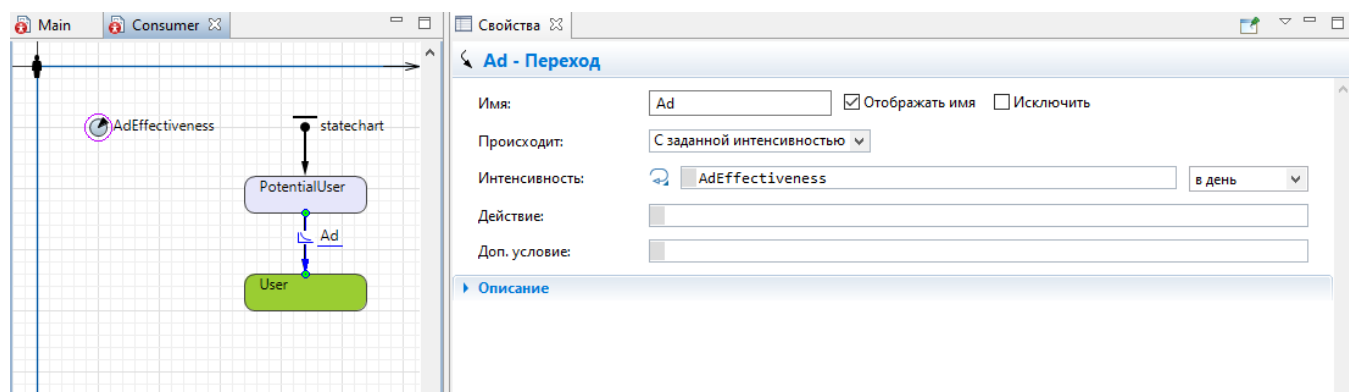 Main
Consumer
Свойства
AdEffectiveness
statechart
PotentialUser
Ad
User
Ad - Переход
Имя: Ad Отображать имя Исключить
Происходит: С заданной интенсивностью
Интенсивность: AdEffectiveness в день
Действие:
Доп. условие:
Описание